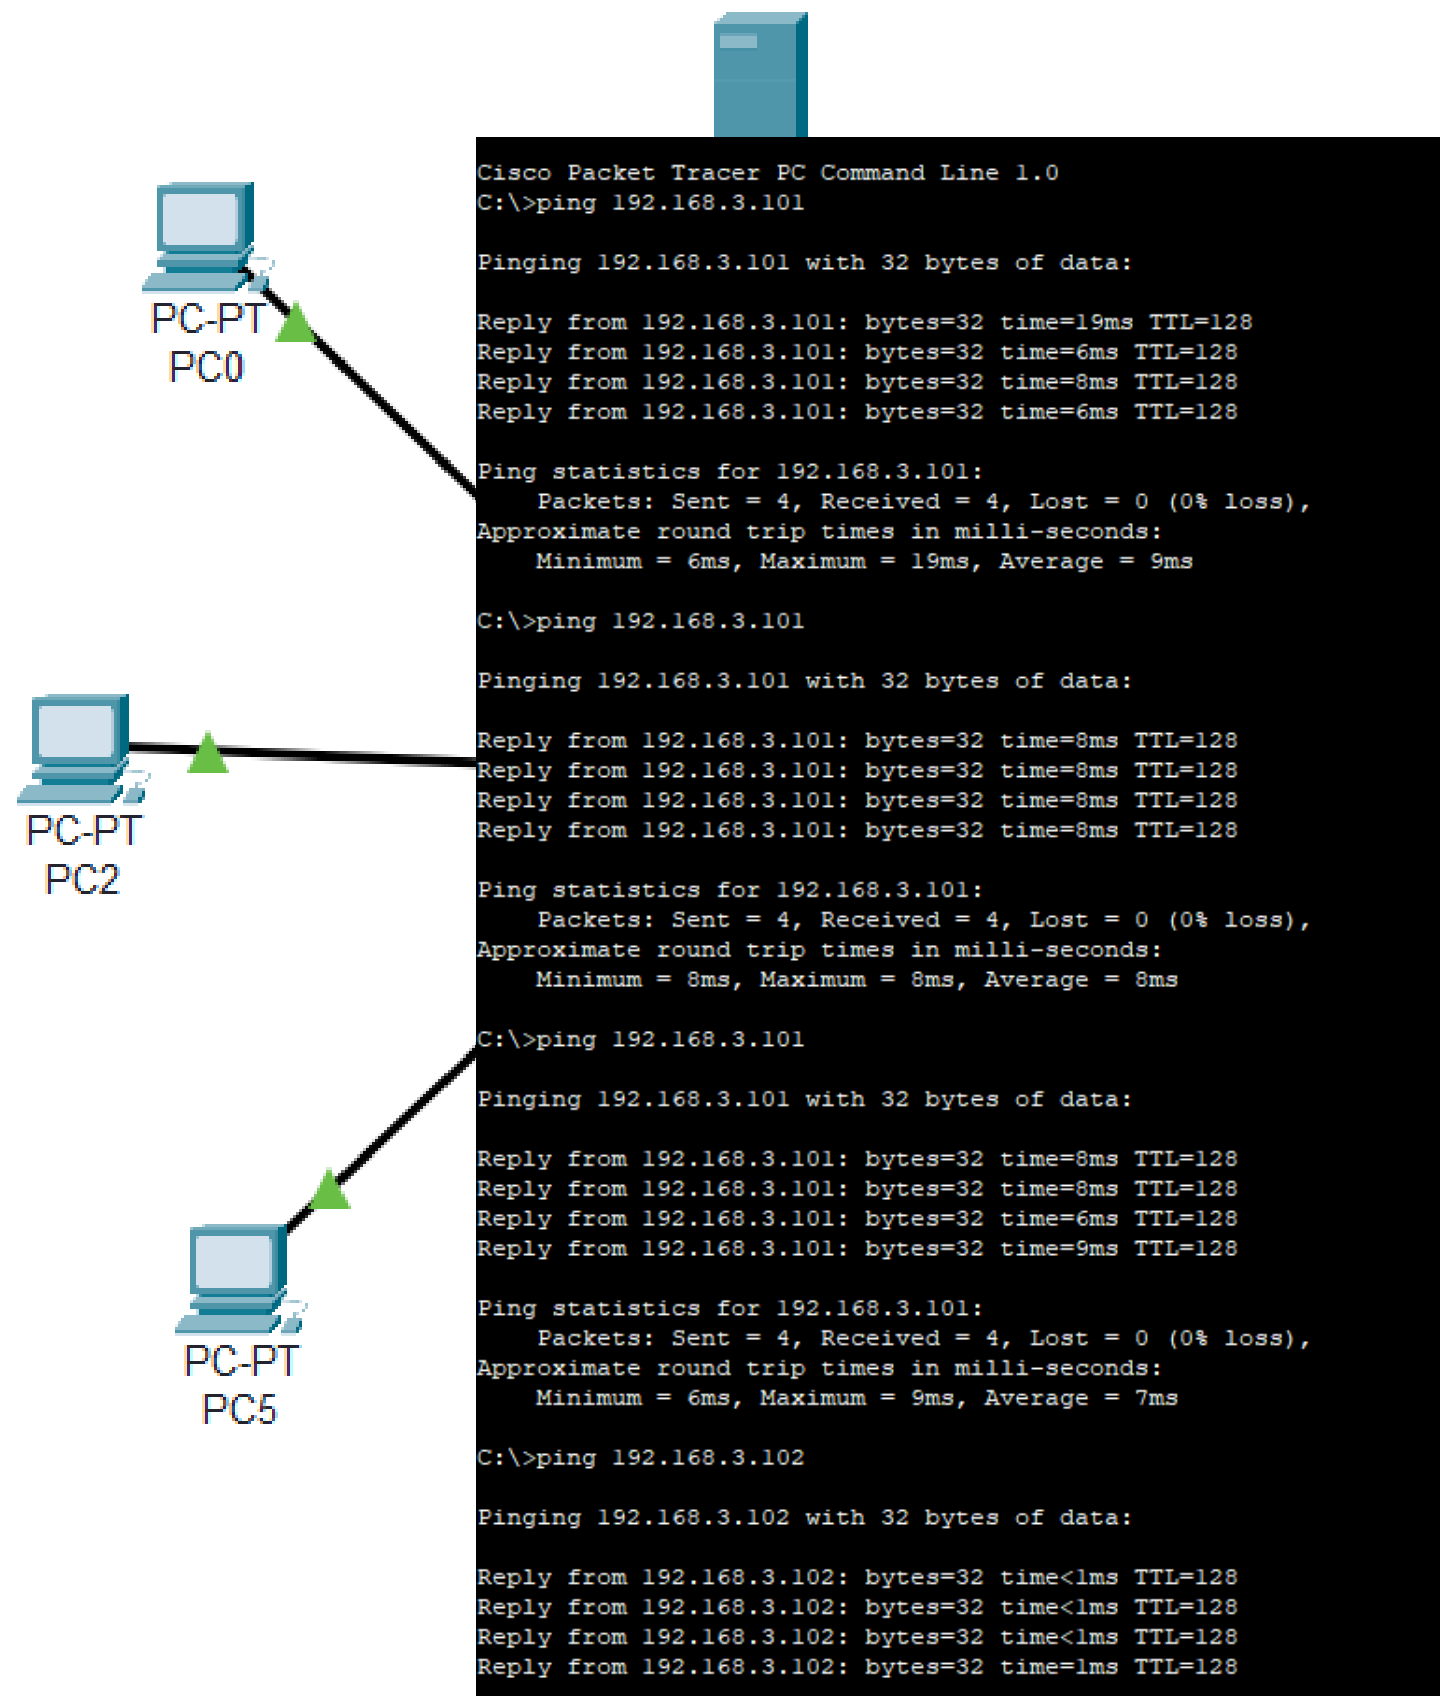 PC-PT
PC0
PC-PT
PC2
PC-PT
PC5
Cisco Packet Tracer PC Command Line 1.0
C:\>ping 192.168.3.101
Pinging 192.168.3.101 with 32 bytes of data:
Reply from 192.168.3.101: bytes=32 time=19ms TTL=128
Reply from 192.168.3.101: bytes=32 time=6ms TTL=128
Reply from 192.168.3.101: bytes=32 time=8ms TTL=128
Reply from 192.168.3.101: bytes=32 time=6ms TTL=128
Ping statistics for 192.168.3.101:
Packets: Sent = 4, Received = 4, Lost = 0 (0% loss),
Approximate round trip times in milli-seconds:
Minimum = 6ms, Maximum = 19ms, Average = 9ms
C:\>ping 192.168.3.101
Pinging 192.168.3.101 with 32 bytes of data:
Reply from 192.168.3.101: bytes=32 time=8ms TTL=128
Reply from 192.168.3.101: bytes=32 time=8ms TTL=128
Reply from 192.168.3.101: bytes=32 time=8ms TTL=128
Reply from 192.168.3.101: bytes=32 time=8ms TTL=128
Ping statistics for 192.168.3.101:
Packets: Sent = 4, Received = 4, Lost = 0 (0% loss),
Approximate round trip times in milli-seconds:
Minimum = 8ms, Maximum = 8ms, Average = 8ms
C:\>ping 192.168.3.101
Pinging 192.168.3.101 with 32 bytes of data:
Reply from 192.168.3.101: bytes=32 time=8ms TTL=128
Reply from 192.168.3.101: bytes=32 time=8ms TTL=128
Reply from 192.168.3.101: bytes=32 time=6ms TTL=128
Reply from 192.168.3.101: bytes=32 time=9ms TTL=128
Ping statistics for 192.168.3.101:
Packets: Sent = 4, Received = 4, Lost = 0 (0% loss),
Approximate round trip times in milli-seconds:
Minimum = 6ms, Maximum = 9ms, Average = 7ms
C:\>ping 192.168.3.102
Pinging 192.168.3.102 with 32 bytes of data:
Reply from 192.168.3.102: bytes=32 time<1ms TTL=128
Reply from 192.168.3.102: bytes=32 time<1ms TTL=128
Reply from 192.168.3.102: bytes=32 time<1ms TTL=128
Reply from 192.168.3.102: bytes=32 time=1ms TTL=128